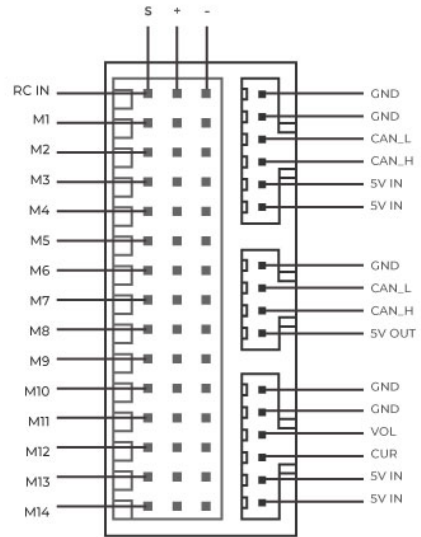 S + -
RC IN
M1
M2
M3
M4
M5
M6
M7
M8
M9
M10
M11
M12
M13
M14
GND
GND
CAN_L
CAN_H
5V IN
5V IN
GND
CAN_L
CAN_H
5V OUT
GND
GND
VOL
CUR
5V IN
5V IN